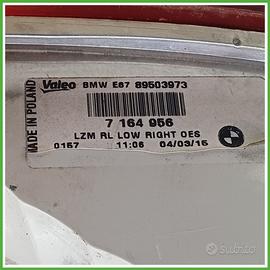 Valeo BMW E87 89503973
MADE IN POLAND
7 164 956
LZM RL LOW RIGHT OES
0157 11:06 04/03/15
subito